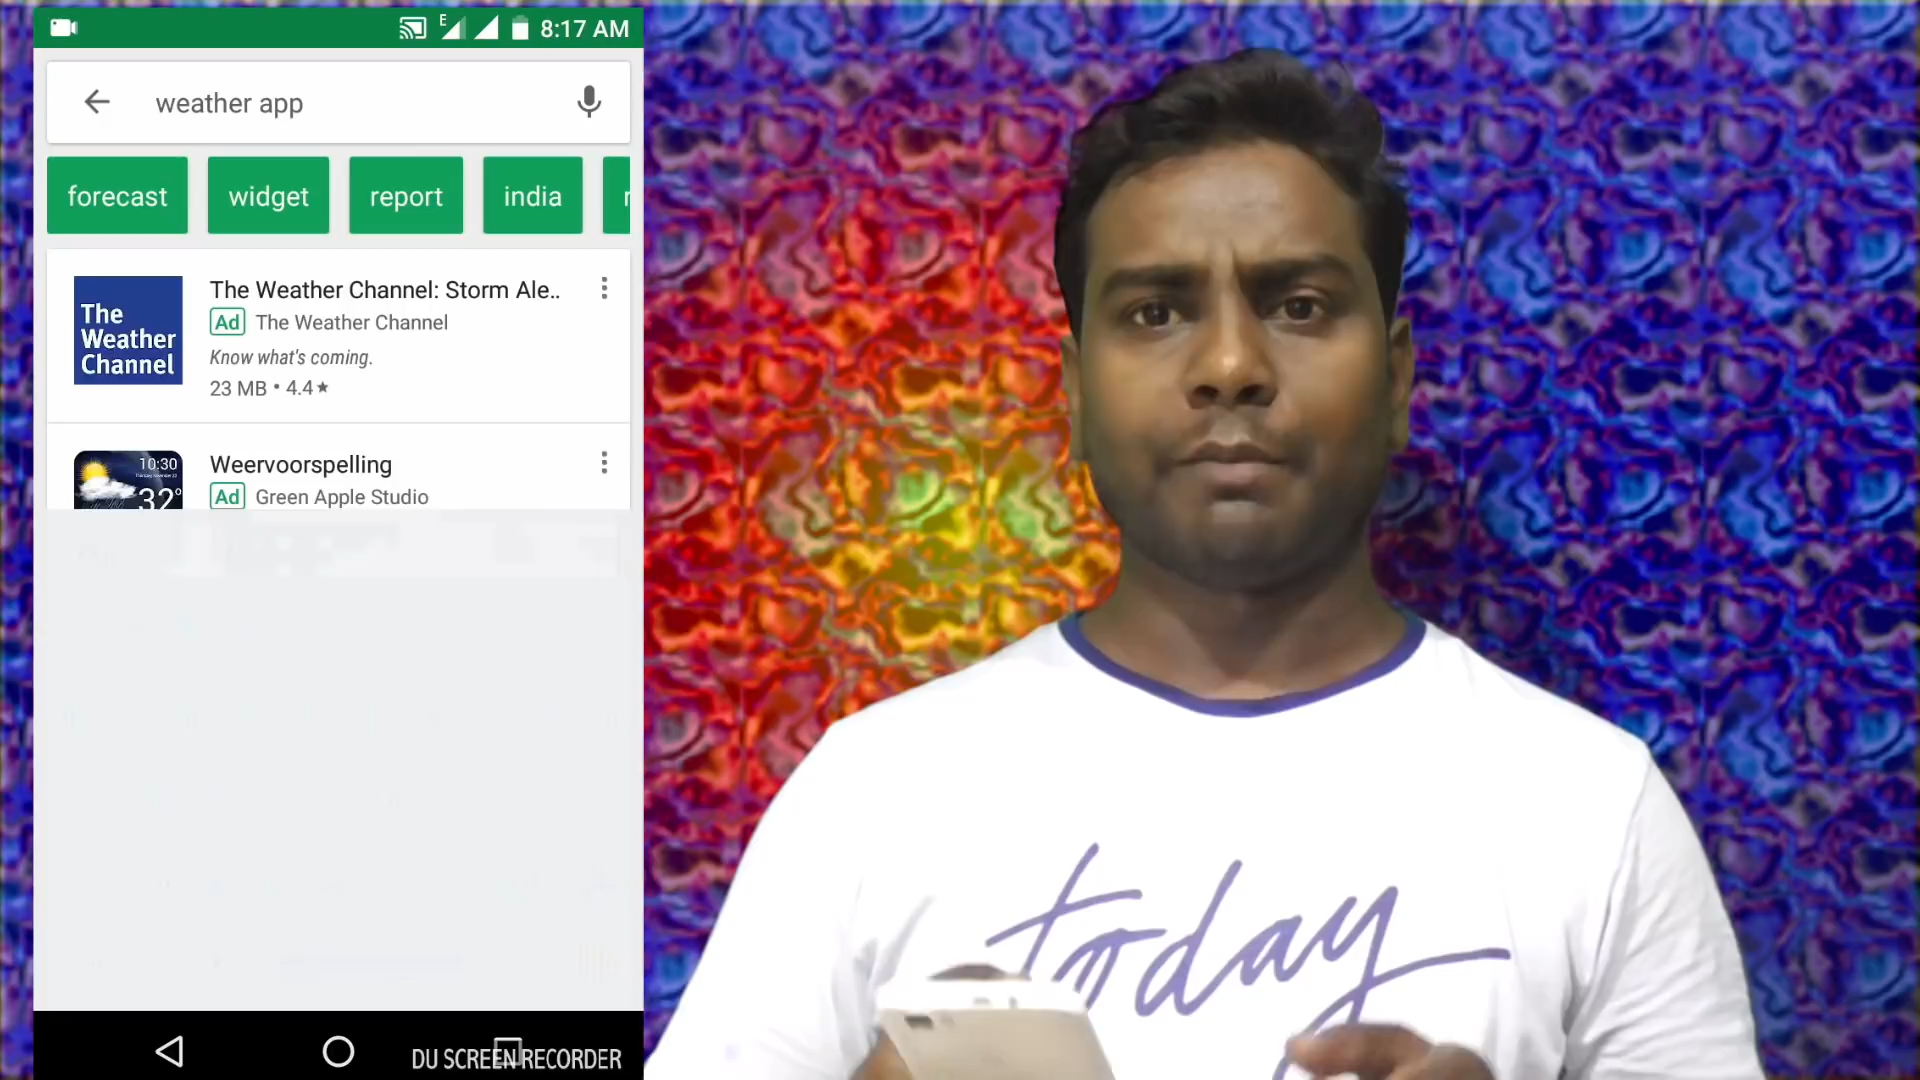 E 8:17 AM
weather app
forecast widget report india
The Weather Channel: Storm Ale..
Ad The Weather Channel
Know what's coming.
23 MB • 4.4★
The
Weather
Channel
Weervoorspelling
Ad Green Apple Studio
10:30
32°
DU SCREEN RECORDER
today